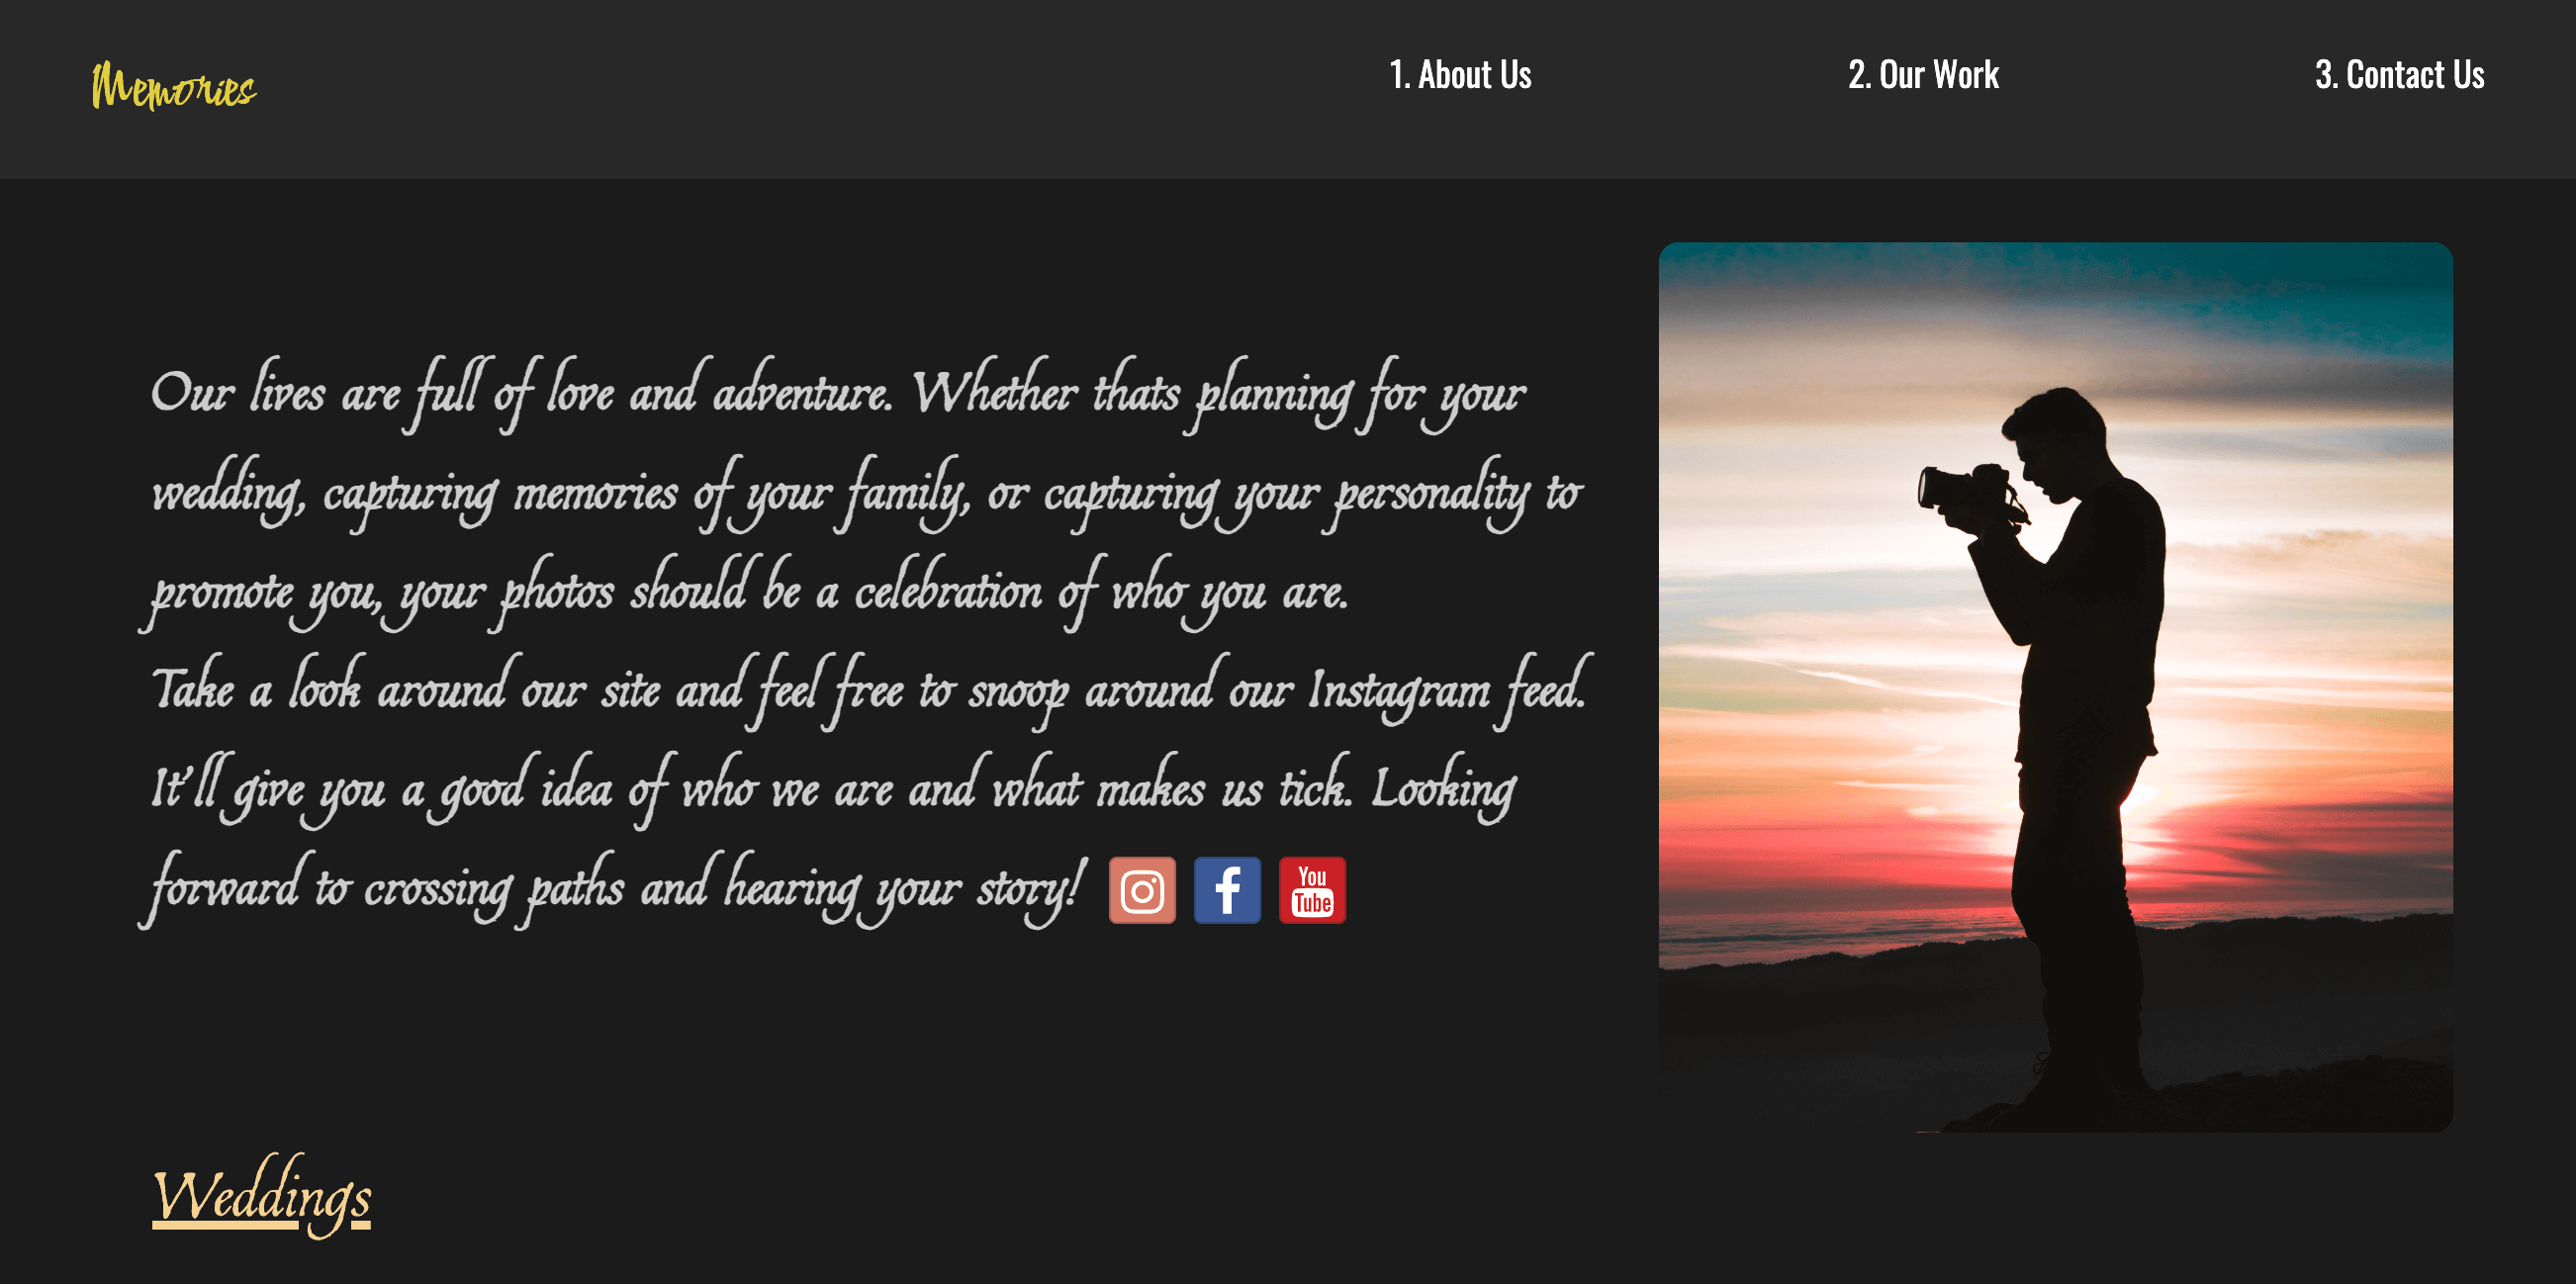 Memories
1. About Us
2. Our Work
3. Contact Us
Our lives are full of love and adventure. Whether thats planning for your
wedding, capturing memories of your family, or capturing your personality to
promote you, your photos should be a celebration of who you are.
Take a look around our site and feel free to snoop around our Instagram feed.
It'll give you a good idea of who we are and what makes us tick. Looking
forward to crossing paths and hearing your story!
f
You
Tube
Weddings